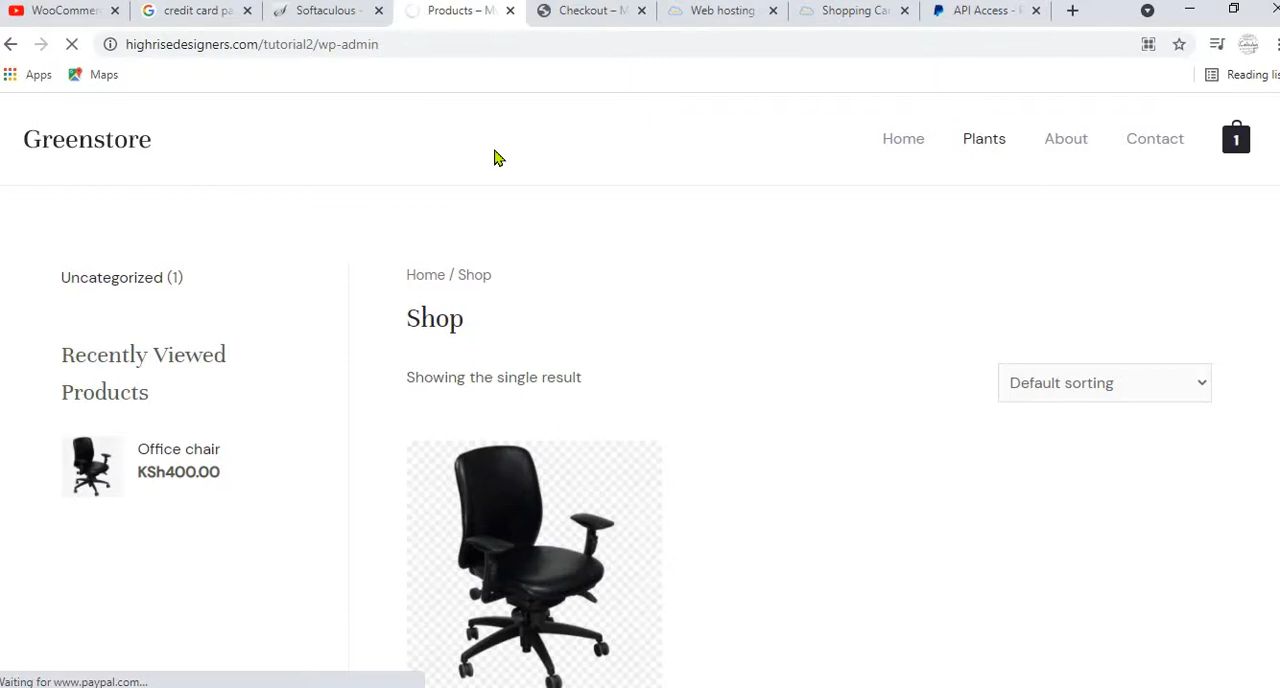 WooCommer
credit card pa
Softaculous -
Products – M
Checkout – M
Web hosting
Shopping Ca
API Access -
highrisedesigners.com/tutorial2/wp-admin
Apps
Maps
Reading lis
Greenstore
Home
Plants
About
Contact
1
Uncategorized (1)
Home / Shop
Shop
Recently Viewed
Products
Showing the single result
Default sorting
Office chair
KSh400.00
Waiting for www.paypal.com...